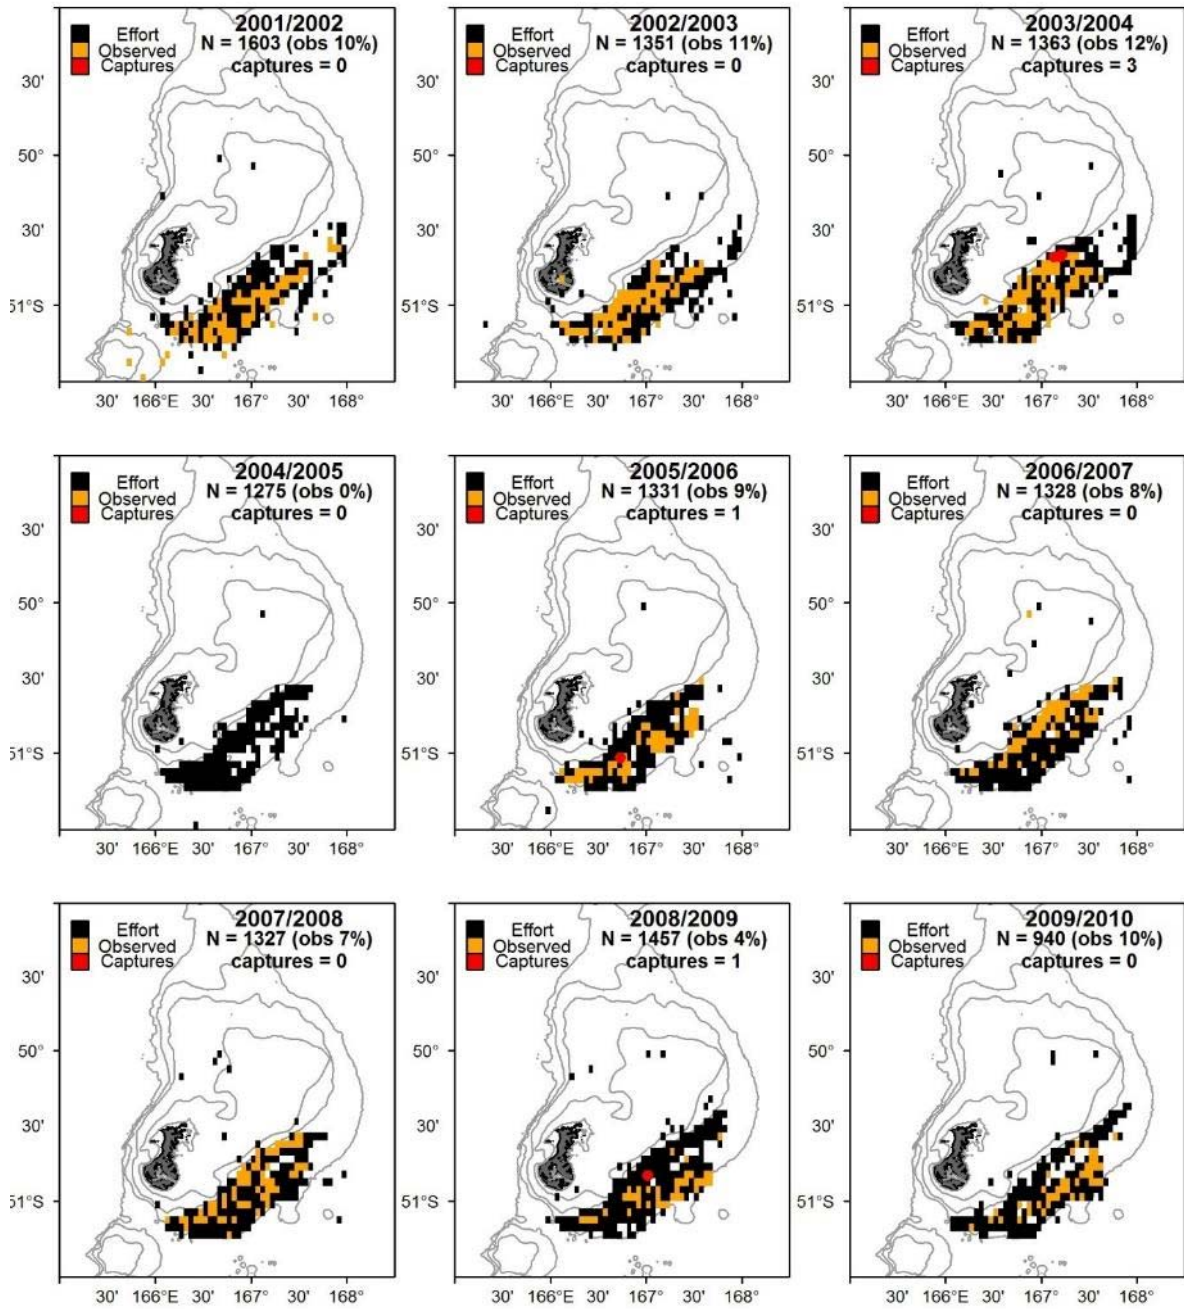 2001/2002
Effort N = 1603 (obs 10%)
Observed
Captures captures = 0
30'
50°
30'
51°S
30' 166°E 30' 167° 30' 168°
2002/2003
Effort N = 1351 (obs 11%)
Observed
Captures captures = 0
30'
50°
30'
51°S
30' 166°E 30' 167° 30' 168°
2003/2004
Effort N = 1363 (obs 12%)
Observed
Captures captures = 3
30'
50°
30'
51°S
30' 166°E 30' 167° 30' 168°
2004/2005
Effort
Observed N = 1275 (obs 0%)
Captures captures = 0
30'
50°
30'
51°S
30' 166°E 30' 167° 30' 168°
2005/2006
Effort
Observed N = 1331 (obs 9%)
Captures captures = 1
30'
50°
30'
51°S
30' 166°E 30' 167° 30' 168°
2006/2007
Effort
Observed N = 1328 (obs 8%)
Captures captures = 0
30'
50°
30'
51°S
30' 166°E 30' 167° 30' 168°
2007/2008
Effort
Observed N = 1327 (obs 7%)
Captures captures = 0
30'
50°
30'
51°S
30' 166°E 30' 167° 30' 168°
2008/2009
Effort
Observed N = 1457 (obs 4%)
Captures captures = 1
30'
50°
30'
51°S
30' 166°E 30' 167° 30' 168°
2009/2010
Effort
Observed N = 940 (obs 10%)
Captures captures = 0
30'
50°
30'
51°S
30' 166°E 30' 167° 30' 168°